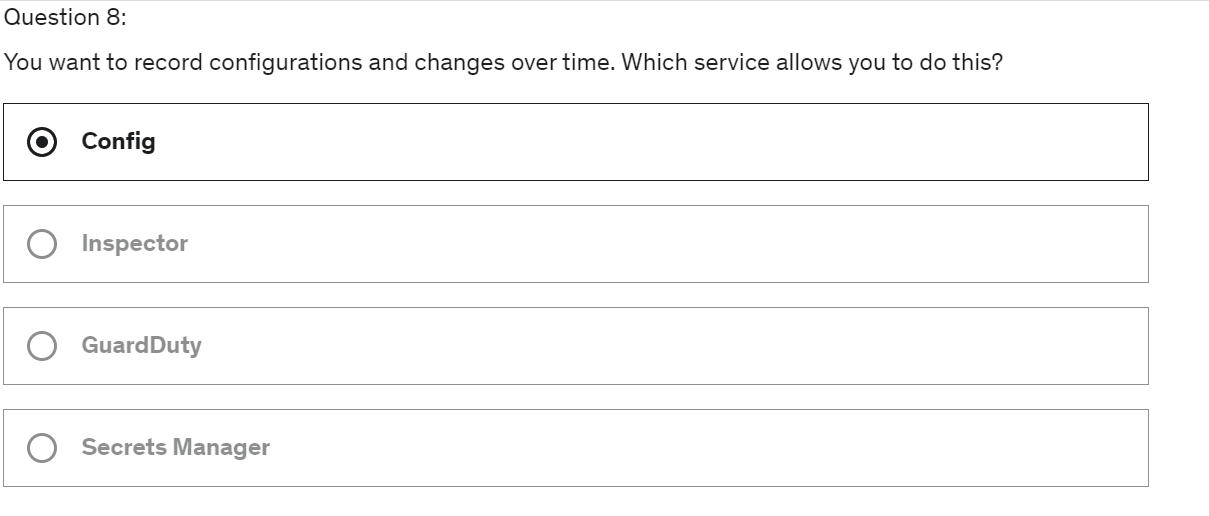 Question 8:
You want to record configurations and changes over time. Which service allows you to do this?
Config
Inspector
GuardDuty
Secrets Manager